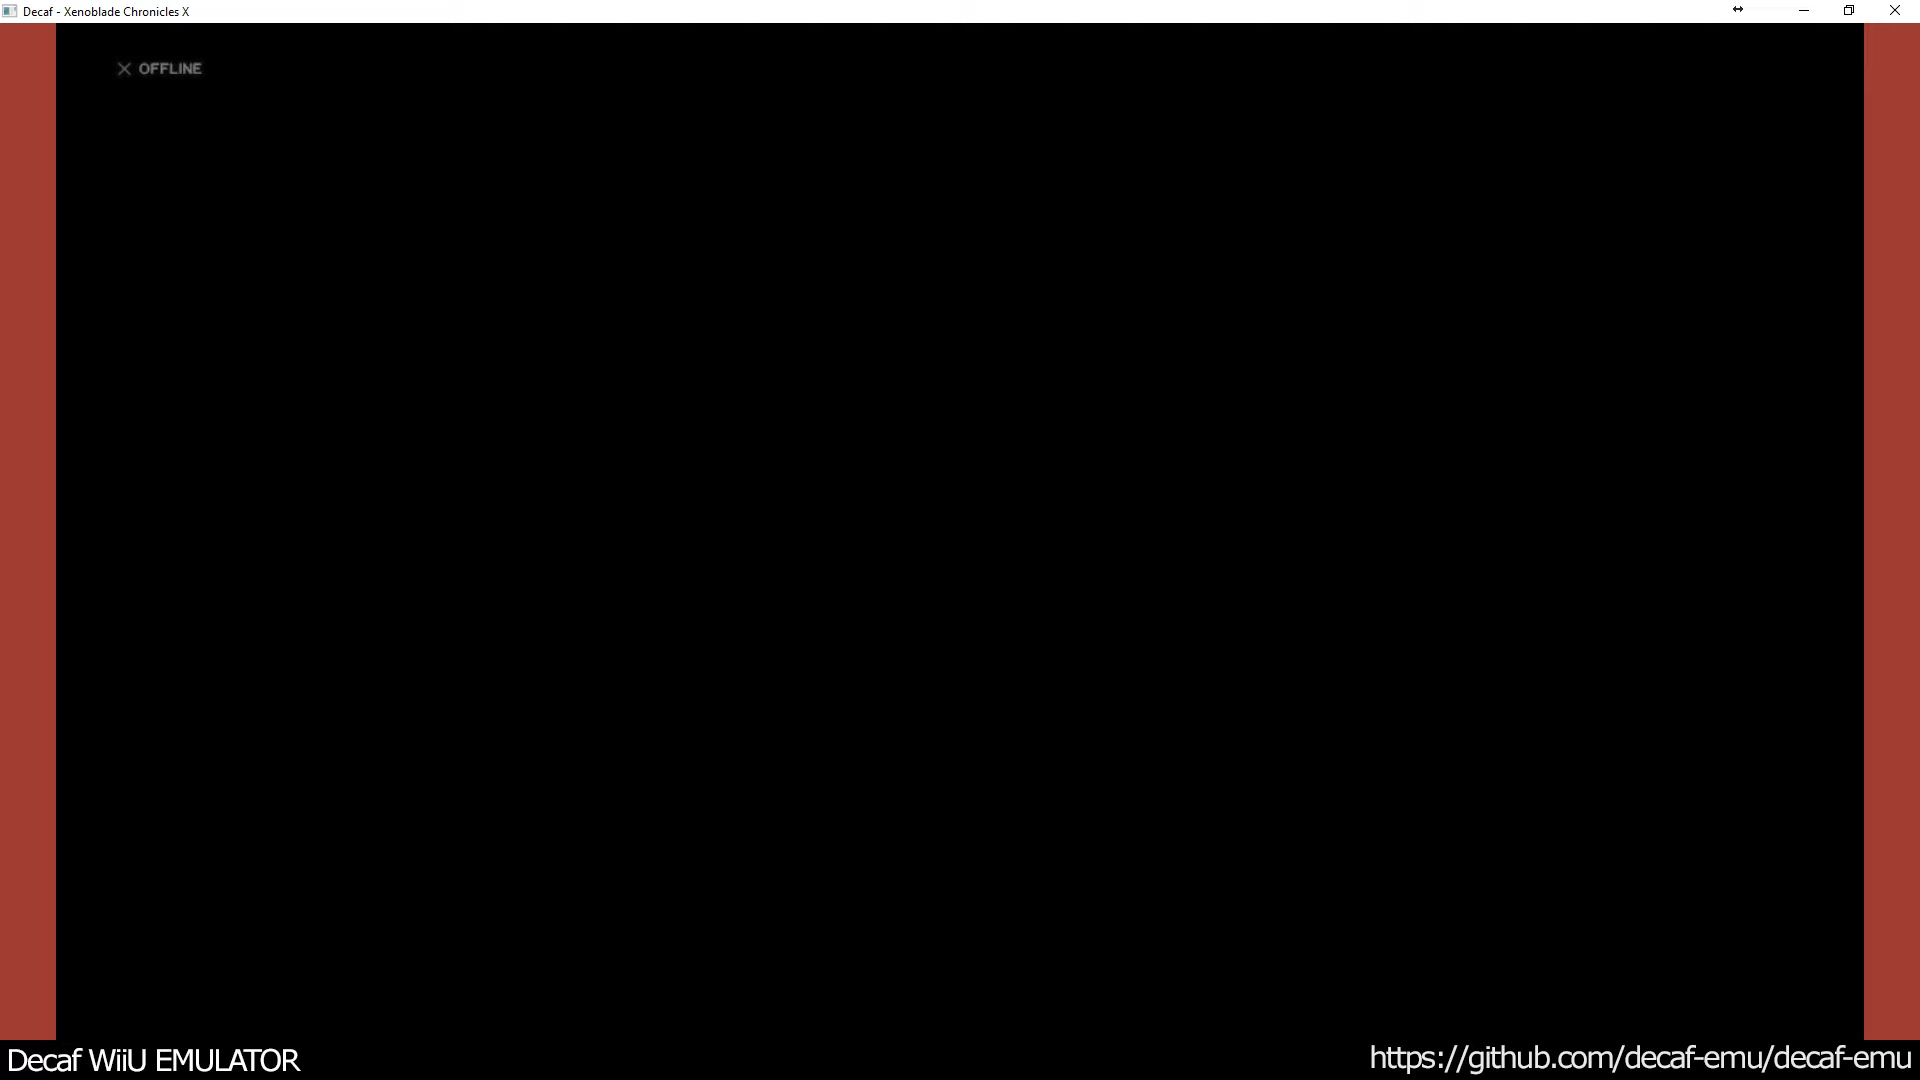 Decaf - Xenoblade Chronicles X
OFFLINE
Decaf WiiU EMULATOR
https://github.com/decaf-emu/decaf-emu